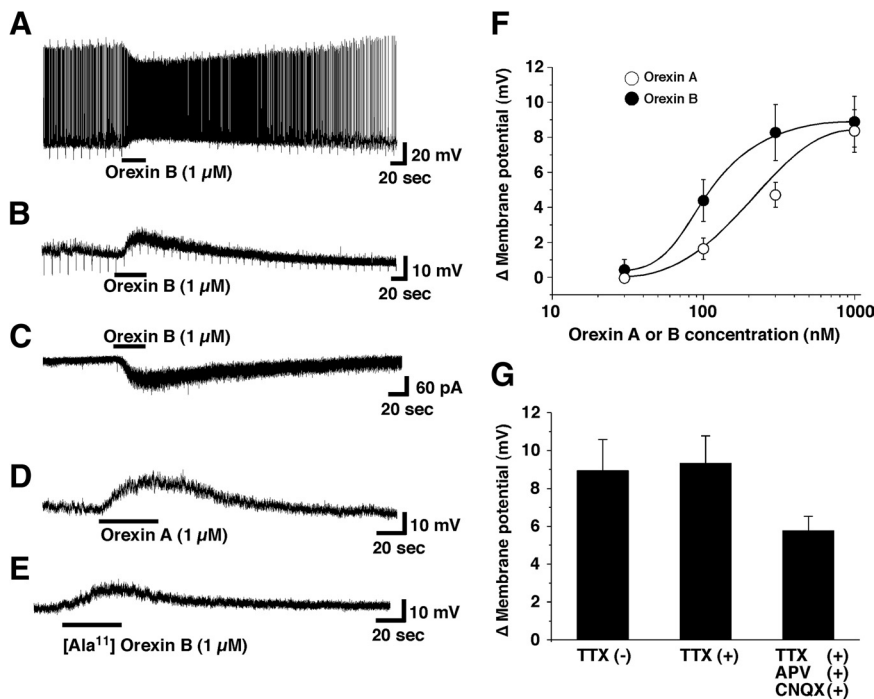 A
20 mV
Orexin B (1 µM)
20 sec
B
10 mV
Orexin B (1 µM)
20 sec
Orexin B (1 µM)
C
60 pA
20 sec
D
10 mV
Orexin A (1 µM)
20 sec
E
10 mV
[Ala¹¹] Orexin B (1 µM)
20 sec
F
Δ Membrane potential (mV)
12
10
8
6
4
2
0
Orexin A
Orexin B
10 100 1000
Orexin A or B concentration (nM)
G
Δ Membrane potential (mV)
12
10
8
6
4
2
0
TTX (-) TTX (+) TTX (+)
APV (+)
CNQX (+)